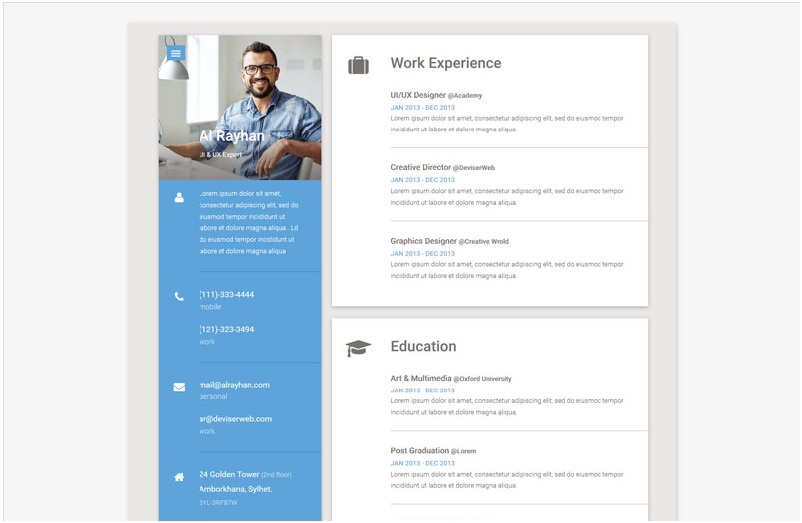 Al Rayhan
UI & UX Expert
Lorem ipsum dolor sit amet,
consectetur adipiscing elit, sed do
eiusmod tempor incididunt ut
labore et dolore magna aliqua . Ld
do eiusmod tempor incididunt ut
labore et dolore magna aliqua
(111)-333-4444
mobile
(121)-323-3494
work
mail@alrayhan.com
personal
ar@deviserweb.com
work
24 Golden Tower (2nd floor)
Amborkhana, Sylhet.
Work Experience
UI/UX Designer @Academy
JAN 2013 - DEC 2013
Lorem ipsum dolor sit amet, consectetur adipiscing elit, sed do eiusmoc tempor
incididunt ut labore et dolore magna aliqua.
Creative Director @DeviserWeb
JAN 2013 - DEC 2013
Lorem ipsum dolor sit amet, consectetur adipiscing elit, sed do eiusmoc tempor
incididunt ut labore et dolore magna aliqua.
Graphics Designer @Creative Wrold
JAN 2013 - DEC 2013
Lorem ipsum dolor sit amet, consectetur adipiscing elit, sed do eiusmoc tempor
incididunt ut labore et dolore magna aliqua.
Education
Art & Multimedia @Oxford University
JAN 2013 - DEC 2013
Lorem ipsum dolor sit amet, consectetur adipiscing elit, sed do eiusmoc tempor
incididunt ut labore et dolore magna aliqua.
Post Graduation @Lorem
JAN 2013 - DEC 2013
Lorem ipsum dolor sit amet, consectetur adipiscing elit, sed do eiusmoc tempor
incididunt ut labore et dolore magna aliqua.